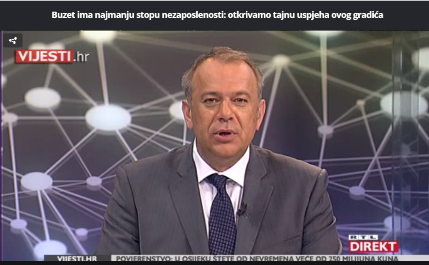 Buzet ima najmanju stopu nezaposlenosti: otkrivamo tajnu uspjeha ovog gradića
VIJESTI.hr
RTL
DIREKT
VIJESTI.HR
POVJERENSTVO: U OSIJEKU ŠTETE OD NEVREMENA VEĆE OD 250 MILIJUNA KUNA